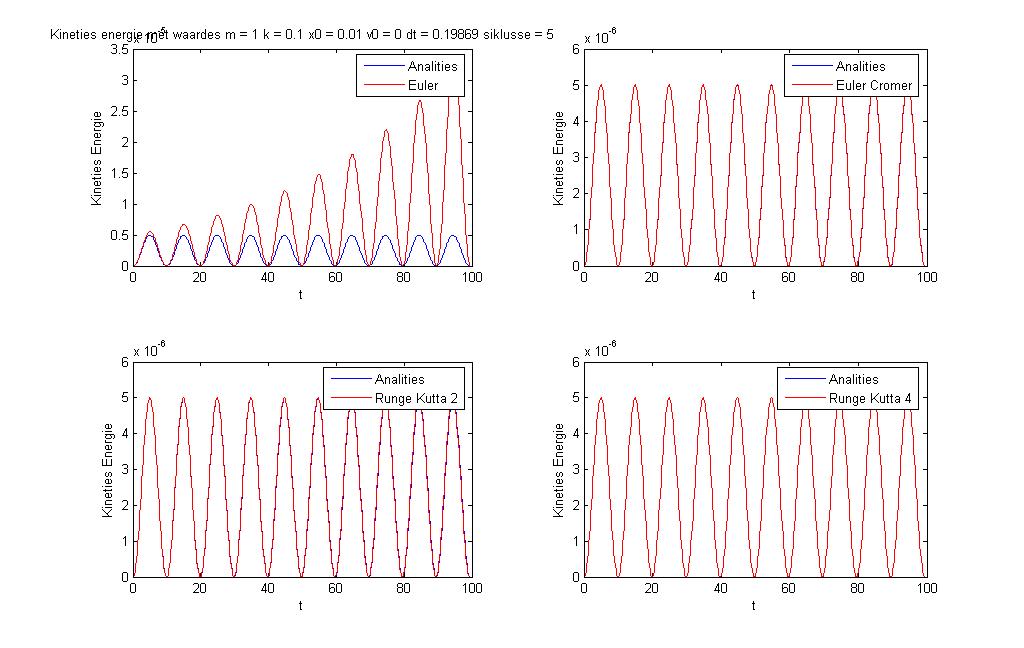 Kineties energie met waardes m = 1 k = 0.1 x0 = 0.01 v0 = 0 dt = 0.19869 siklusse = 5
x 10^-5
3.5
3
2.5
2
1.5
1
0.5
0
Kineties Energie
0 20 40 60 80 100
t
Analities
Euler
x 10^-6
6
5
4
3
2
1
0
Kineties Energie
0 20 40 60 80 100
t
Analities
Euler Cromer
x 10^-6
6
5
4
3
2
1
0
Kineties Energie
0 20 40 60 80 100
t
Analities
Runge Kutta 2
x 10^-6
6
5
4
3
2
1
0
Kineties Energie
0 20 40 60 80 100
t
Analities
Runge Kutta 4